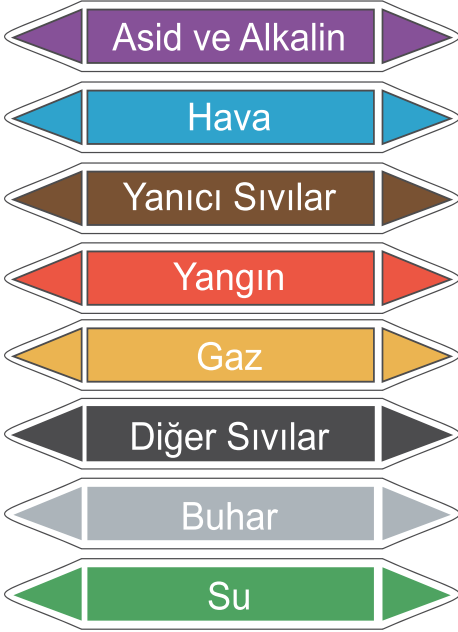 Asid ve Alkalin
Hava
Yanıcı Sıvılar
Yangın
Gaz
Diğer Sıvılar
Buhar
Su